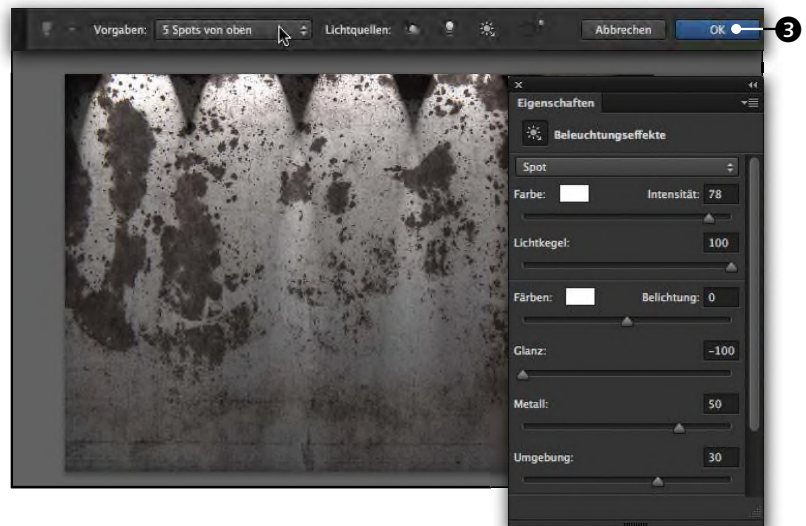 Vorgaben: 5 Spots von oben Lichtquellen: Abbrechen OK 3
Eigenschaften
Beleuchtungseffekte
Spot
Farbe: Intensität: 78
Lichtkegel: 100
Färben: Belichtung: 0
Glanz: -100
Metall: 50
Umgebung: 30